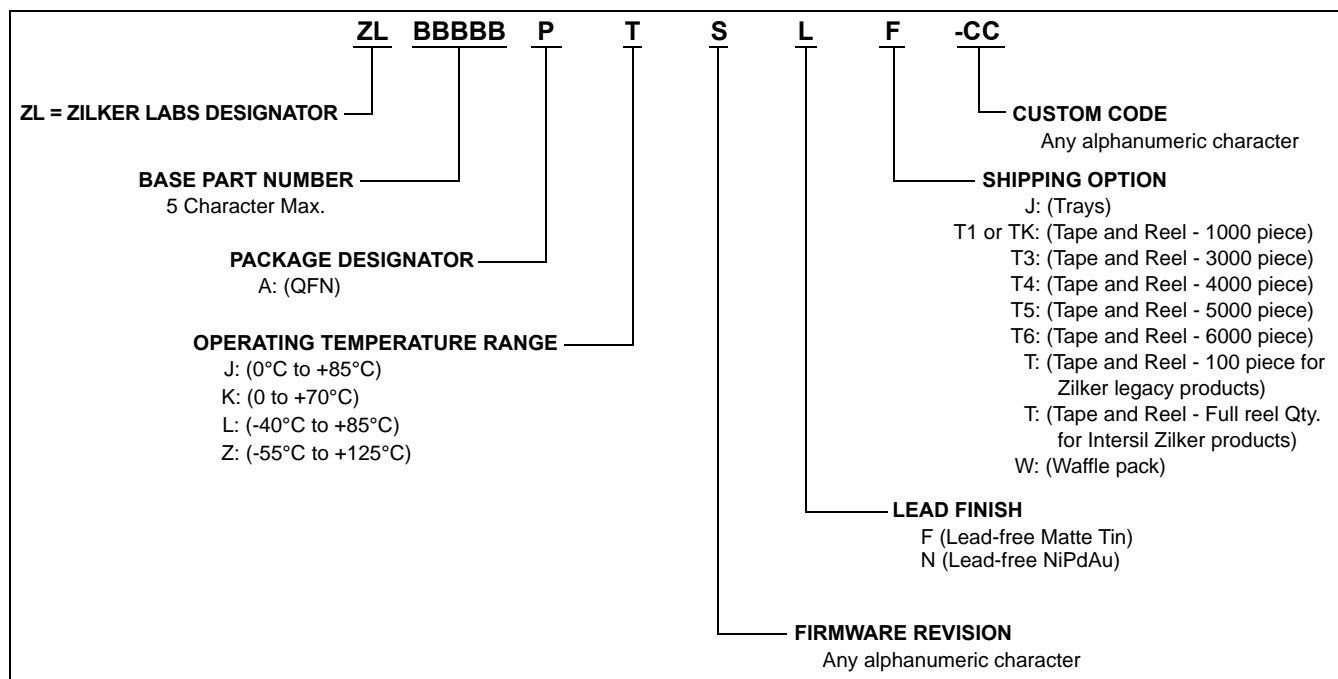 ZL BBBBB P T S L F -CC
ZL = ZILKER LABS DESIGNATOR
BASE PART NUMBER
5 Character Max.
PACKAGE DESIGNATOR
A: (QFN)
OPERATING TEMPERATURE RANGE
J: (0°C to +85°C)
K: (0 to +70°C)
L: (-40°C to +85°C)
Z: (-55°C to +125°C)
CUSTOM CODE
Any alphanumeric character
SHIPPING OPTION
J: (Trays)
T1 or TK: (Tape and Reel - 1000 piece)
T3: (Tape and Reel - 3000 piece)
T4: (Tape and Reel - 4000 piece)
T5: (Tape and Reel - 5000 piece)
T6: (Tape and Reel - 6000 piece)
T: (Tape and Reel - 100 piece for
Zilker legacy products)
T: (Tape and Reel - Full reel Qty.
for Intersil Zilker products)
W: (Waffle pack)
LEAD FINISH
F (Lead-free Matte Tin)
N (Lead-free NiPdAu)
FIRMWARE REVISION
Any alphanumeric character